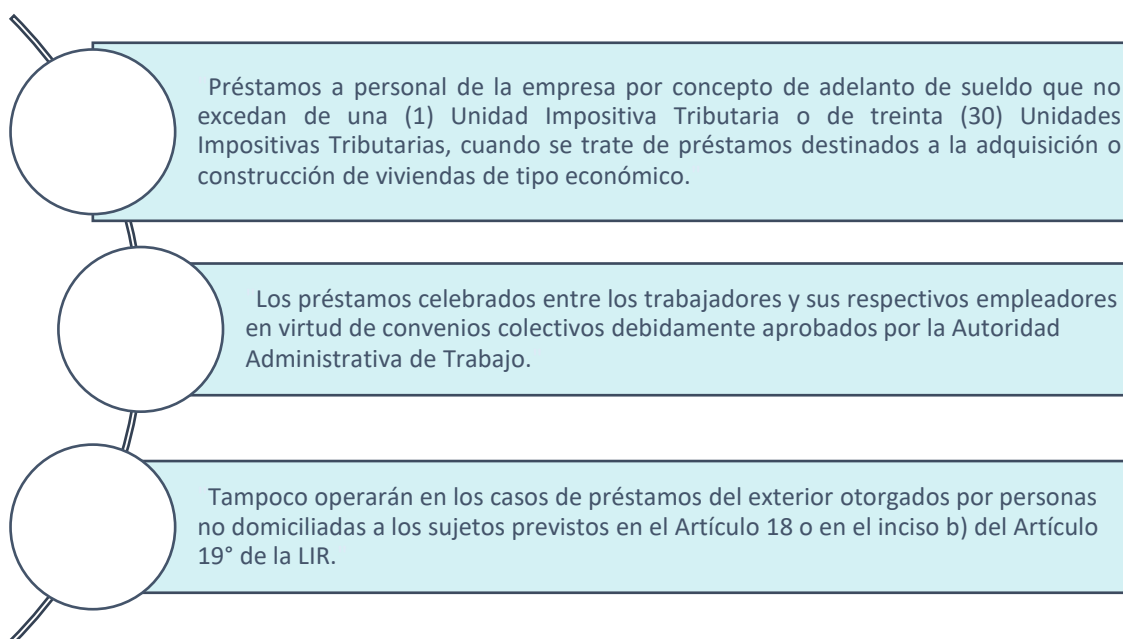 Préstamos a personal de la empresa por concepto de adelanto de sueldo que no
excedan de una (1) Unidad Impositiva Tributaria o de treinta (30) Unidades
Impositivas Tributarias, cuando se trate de préstamos destinados a la adquisición o
construcción de viviendas de tipo económico.
Los préstamos celebrados entre los trabajadores y sus respectivos empleadores
en virtud de convenios colectivos debidamente aprobados por la Autoridad
Administrativa de Trabajo.
Tampoco operarán en los casos de préstamos del exterior otorgados por personas
no domiciliadas a los sujetos previstos en el Artículo 18 o en el inciso b) del Artículo
19° de la LIR.